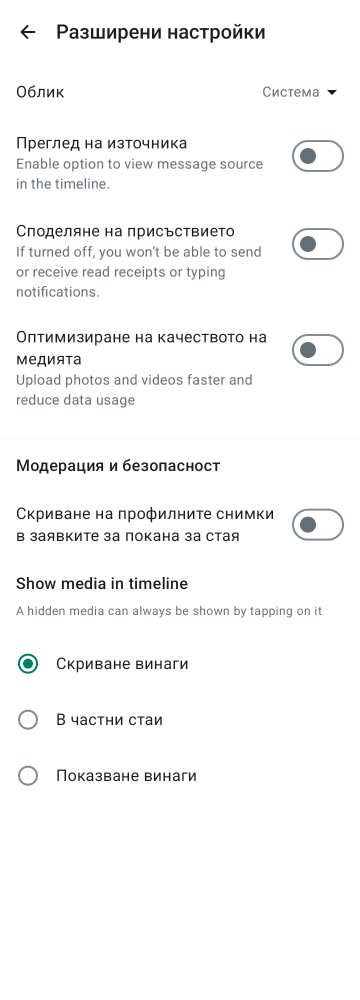 Разширени настройки
Облик
Система
Преглед на източника
Enable option to view message source
in the timeline.
Споделяне на присъствието
If turned off, you won't be able to send
or receive read receipts or typing
notifications.
Оптимизиране на качеството на
медията
Upload photos and videos faster and
reduce data usage
Модерация и безопасност
Скриване на профилните снимки
в заявките за покана за стая
Show media in timeline
A hidden media can always be shown by tapping on it
Скриване винаги
В частни стаи
Показване винаги